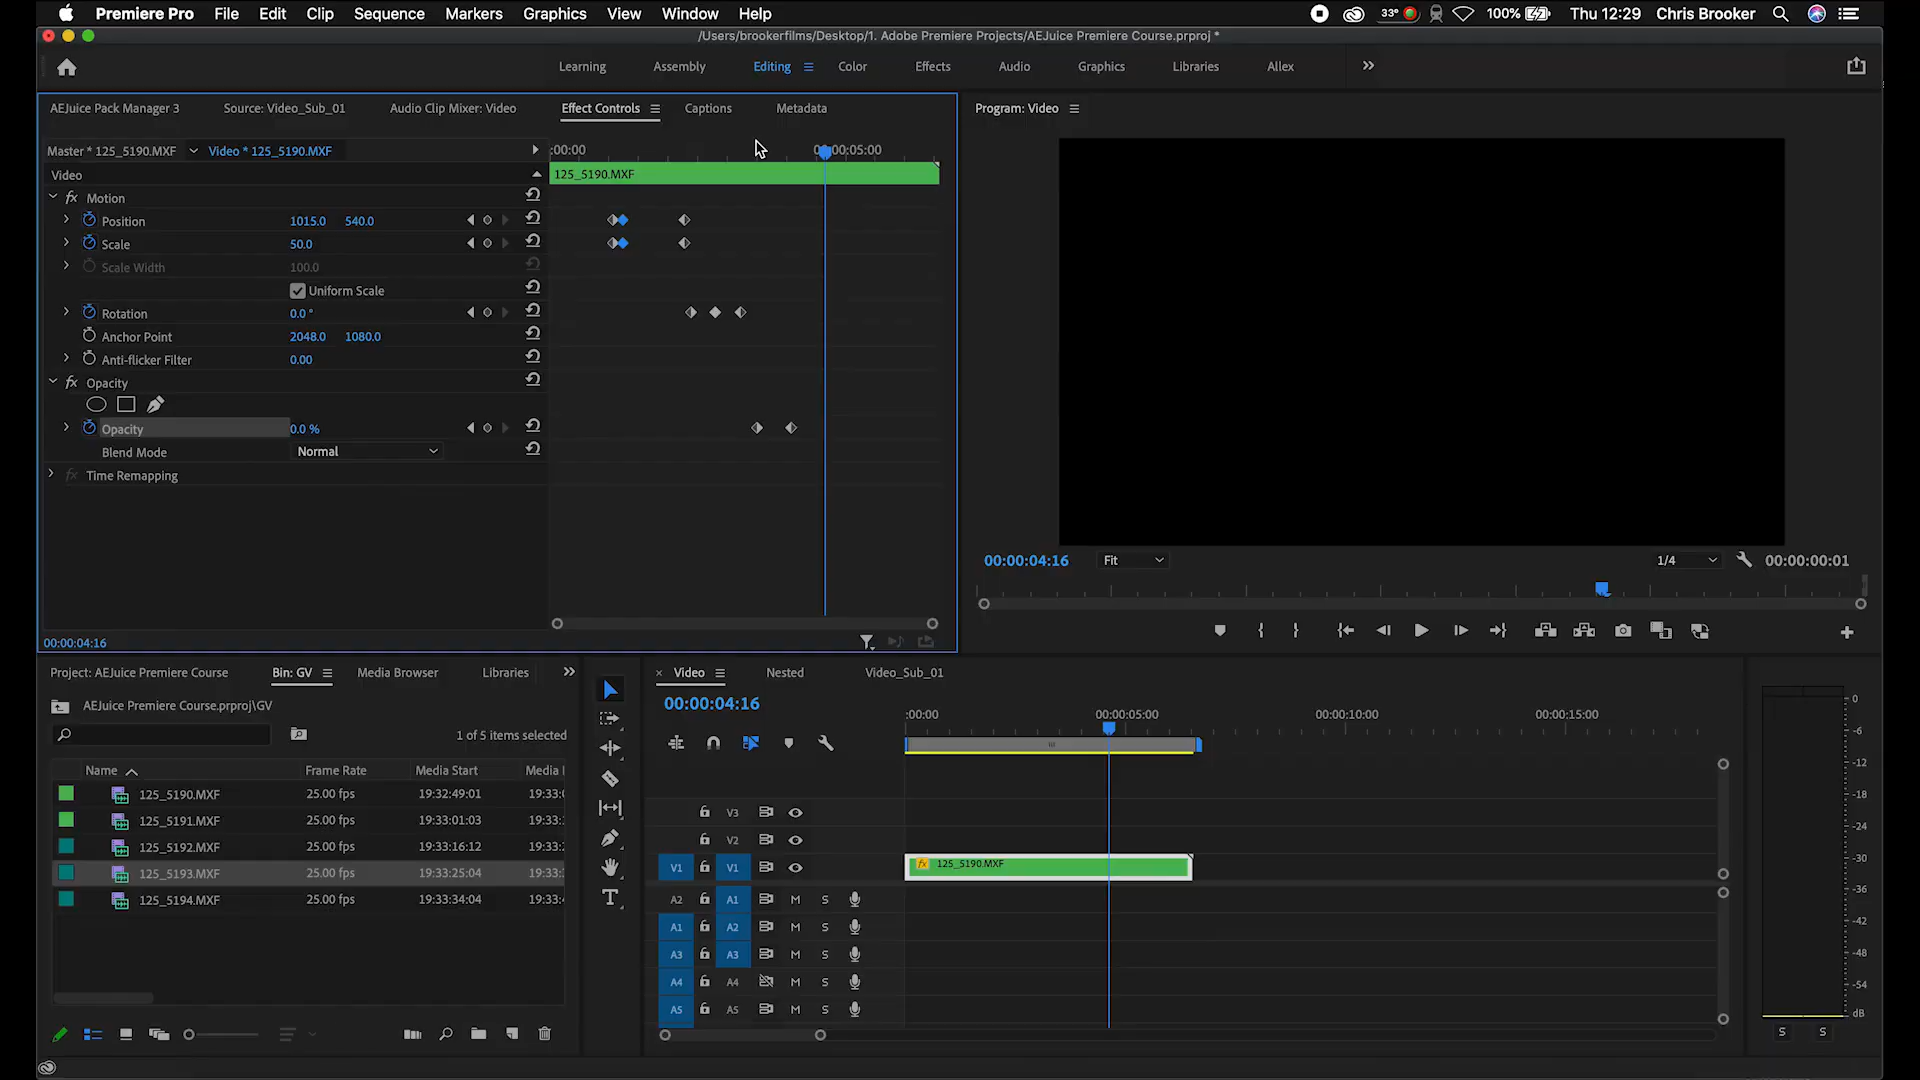 Premiere Pro File Edit Clip Sequence Markers Graphics View Window Help 33° 100% Thu 12:29 Chris Brooker
/Users/brookerfilms/Desktop/1. Adobe Premiere Projects/AEJuice Premiere Course.prproj *
Learning Assembly Editing Color Effects Audio Graphics Libraries Allex
AEJuice Pack Manager 3 Source: Video_Sub_01 Audio Clip Mixer: Video Effect Controls Captions Metadata
Program: Video
Master * 125_5190.MXF Video * 125_5190.MXF :00:00 00:00:05:00
Video 125_5190.MXF
fx Motion
Position 1015.0 540.0
Scale 50.0
Scale Width 100.0
Uniform Scale
Rotation 0.0 °
Anchor Point 2048.0 1080.0
Anti-flicker Filter 0.00
fx Opacity
Opacity 0.0 %
Blend Mode Normal
fx Time Remapping
00:00:04:16
00:00:04:16 Fit 1/4 00:00:00:01
Project: AEJuice Premiere Course Bin: GV Media Browser Libraries
AEJuice Premiere Course.prproj\GV
1 of 5 items selected
Name Frame Rate Media Start Media
125_5190.MXF 25.00 fps 19:32:49:01 19:33:
125_5191.MXF 25.00 fps 19:33:01:03 19:33:
125_5192.MXF 25.00 fps 19:33:16:12 19:33:
125_5193.MXF 25.00 fps 19:33:25:04 19:33:
125_5194.MXF 25.00 fps 19:33:34:04 19:33:
× Video Nested Video_Sub_01
00:00:04:16
:00:00 00:00:05:00 00:00:10:00 00:00:15:00
V3
V2
V1 V1 fx 125_5190.MXF
A2 A1 M S
A1 A2 M S
A3 A3 M S
A4 A4 M S
A5 A5 M S
0
-6
-12
-18
-24
-30
-36
-42
-48
-54
dB
S S